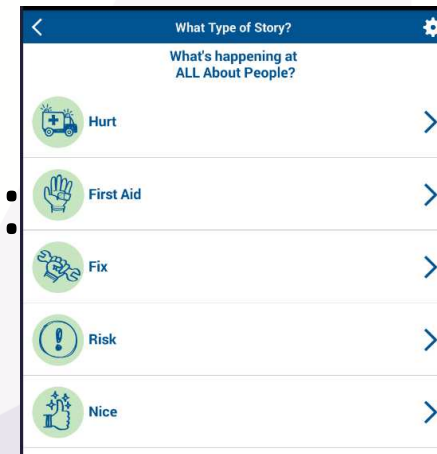 What Type of Story?
What's happening at
ALL About People?
Hurt
First Aid
Fix
Risk
Nice